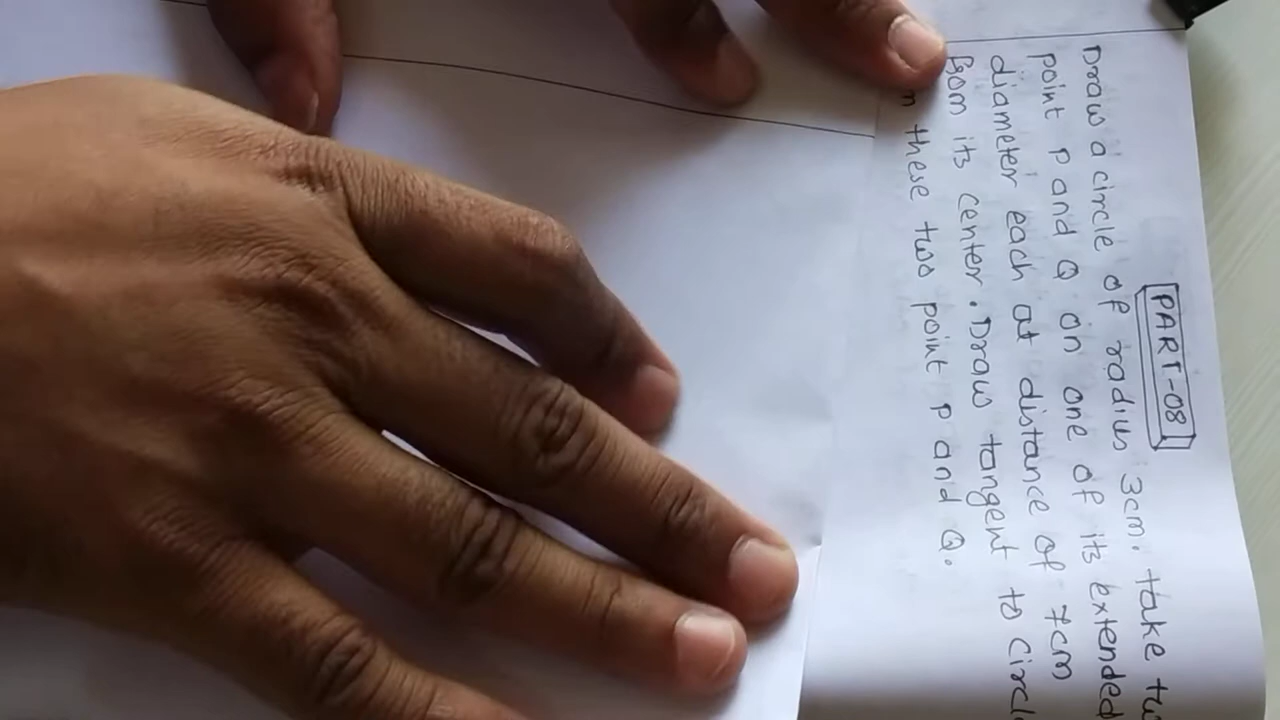 PART-08
Draw a circle of radius 3cm. take
point P and Q on one of its extended
diameter each at distance of 7cm
from its center. Draw tangent to
these two point P and Q.